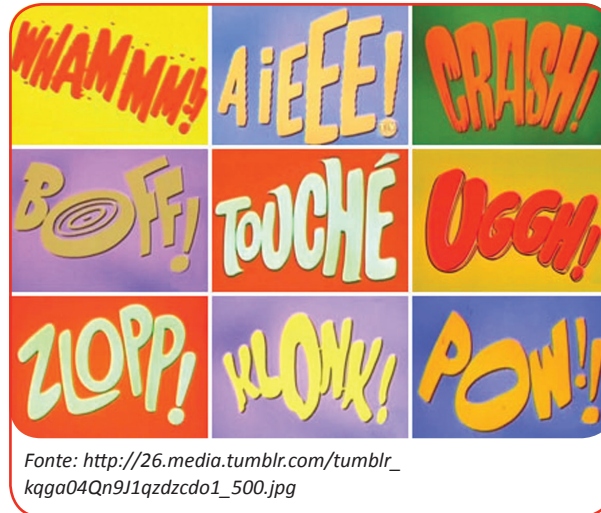 WHAMMM!!
AiEEE!
CRASH!
BOFF!
TOUCHÉ
UGGH!
ZLOPP!
KLONK!
POW!!
Fonte: http://26.media.tumblr.com/tumblr_
kqga04Qn9J1qzdzcdo1_500.jpg